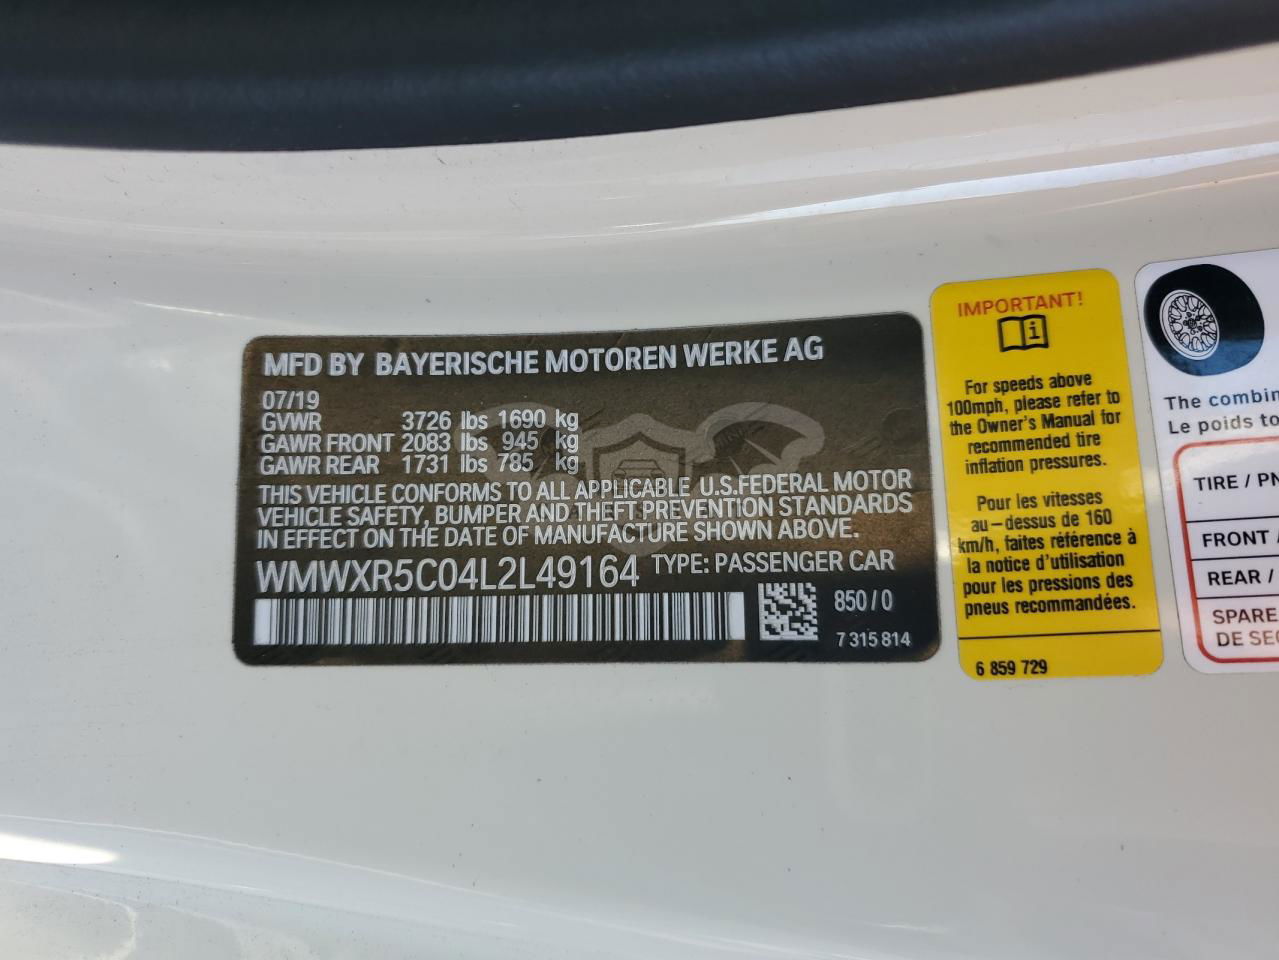 MFD BY BAYERISCHE MOTOREN WERKE AG
07/19
GVWR 3726 lbs 1690 kg
GAWR FRONT 2083 lbs 945 kg
GAWR REAR 1731 lbs 785 kg
THIS VEHICLE CONFORMS TO ALL APPLICABLE U.S.FEDERAL MOTOR
VEHICLE SAFETY, BUMPER AND THEFT PREVENTION STANDARDS
IN EFFECT ON THE DATE OF MANUFACTURE SHOWN ABOVE.
WMWXR5C04L2L49164 TYPE: PASSENGER CAR
850/0
7 315 814
IMPORTANT!
i
For speeds above
100mph, please refer to
the Owner's Manual for
recommended tire
inflation pressures.
Pour les vitesses
au-dessus de 160
km/h, faites référence à
la notice d'utilisation
pour les pressions des
pneus recommandées.
6 859 729
The combin
Le poids to
TIRE / PN
FRONT /
REAR /
SPARE
DE SEC